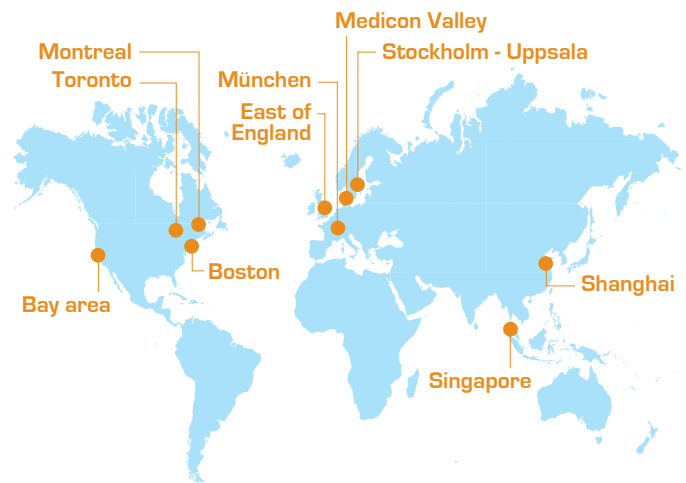 Medicon Valley
Montreal
Stockholm - Uppsala
Toronto
München
East of
England
Boston
Shanghai
Bay area
Singapore